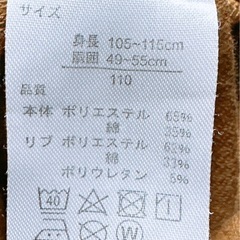 サイズ
身長 105~115cm
胴囲 49~55cm
110
品質
本体 ポリエステル 65%
綿 35%
リブ ポリエステル 62%
綿 33%
ポリウレタン 5%
40